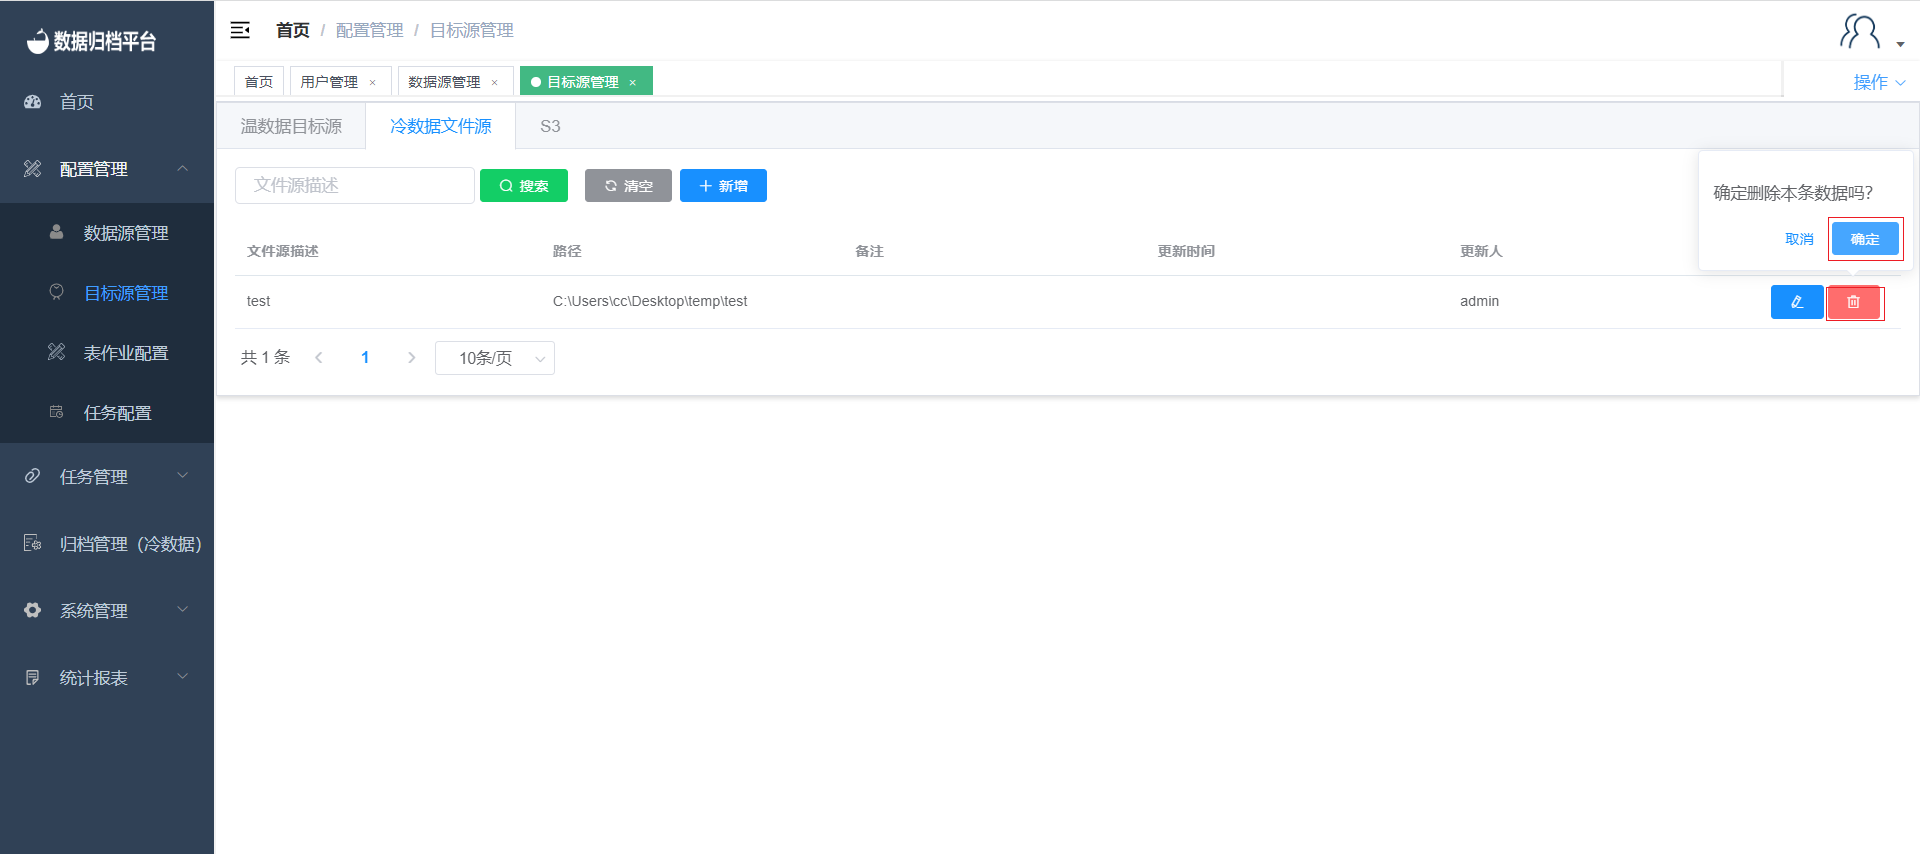 数据归档平台
首页
配置管理
数据源管理
目标源管理
表作业配置
任务配置
任务管理
归档管理（冷数据）
系统管理
统计报表
首页 / 配置管理 / 目标源管理
首页 用户管理 × 数据源管理 × 目标源管理 × 操作
温数据目标源 冷数据文件源 S3
文件源描述 搜索 清空 新增
确定删除本条数据吗？
取消 确定
文件源描述 路径 备注 更新时间 更新人
test C:\Users\cc\Desktop\temp\test admin
共 1 条 1 10条/页